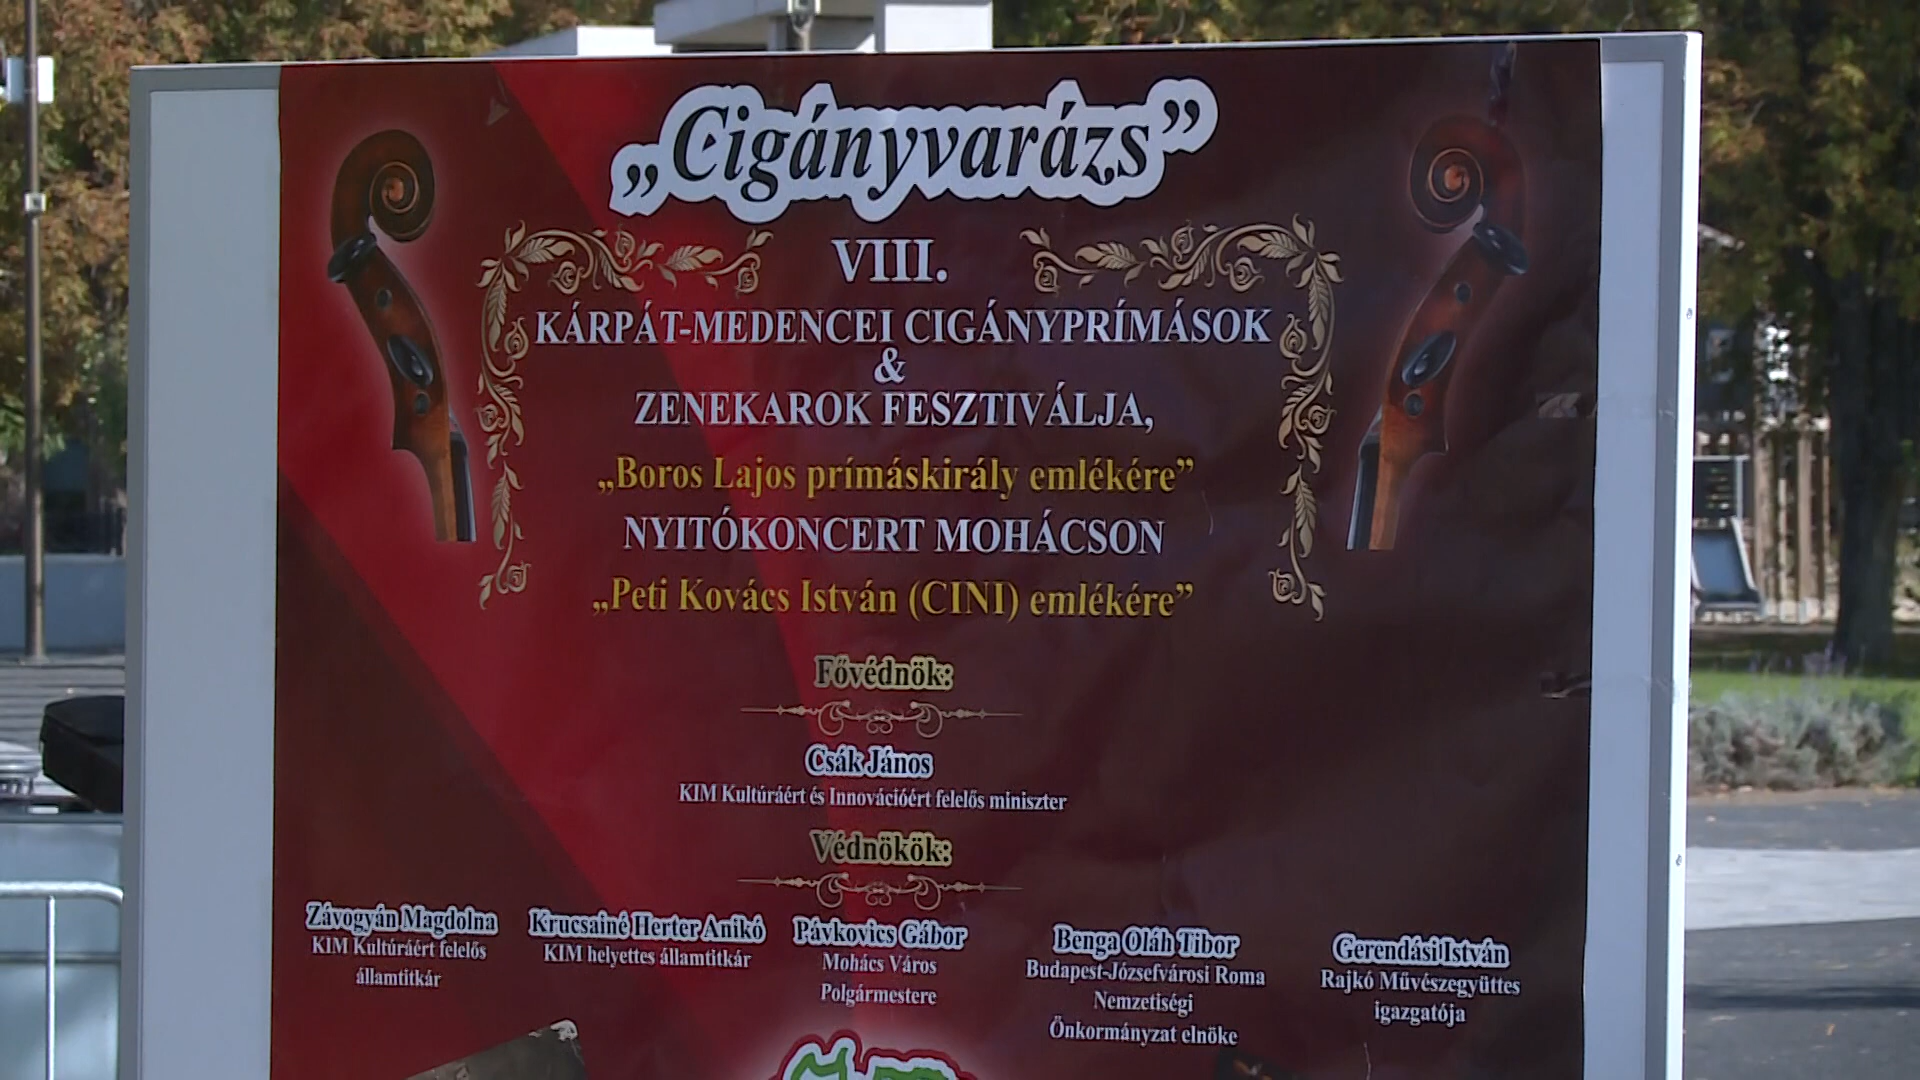 „Cigányvarázs”
VIII.
KÁRPÁT-MEDENCEI CIGÁNYPRÍMÁSOK
&
ZENEKAROK FESZTIVÁLJA,
„Boros Lajos prímáskirály emlékére”
NYITÓKONCERT MOHÁCSON
„Peti Kovács István (CINI) emlékére”
Fővédnök:
Csák János
KIM Kultúráért és Innovációért felelős miniszter
Védnökök:
Závogyán Magdolna
KIM Kultúráért felelős
államtitkár
Krucsainé Herter Anikó
KIM helyettes államtitkár
Pávkovics Gábor
Mohács Város
Polgármestere
Benga Oláh Tibor
Budapest-Józsefvárosi Roma
Nemzetiségi
Önkormányzat elnöke
Gerendási István
Rajkó Művészegyüttes
igazgatója